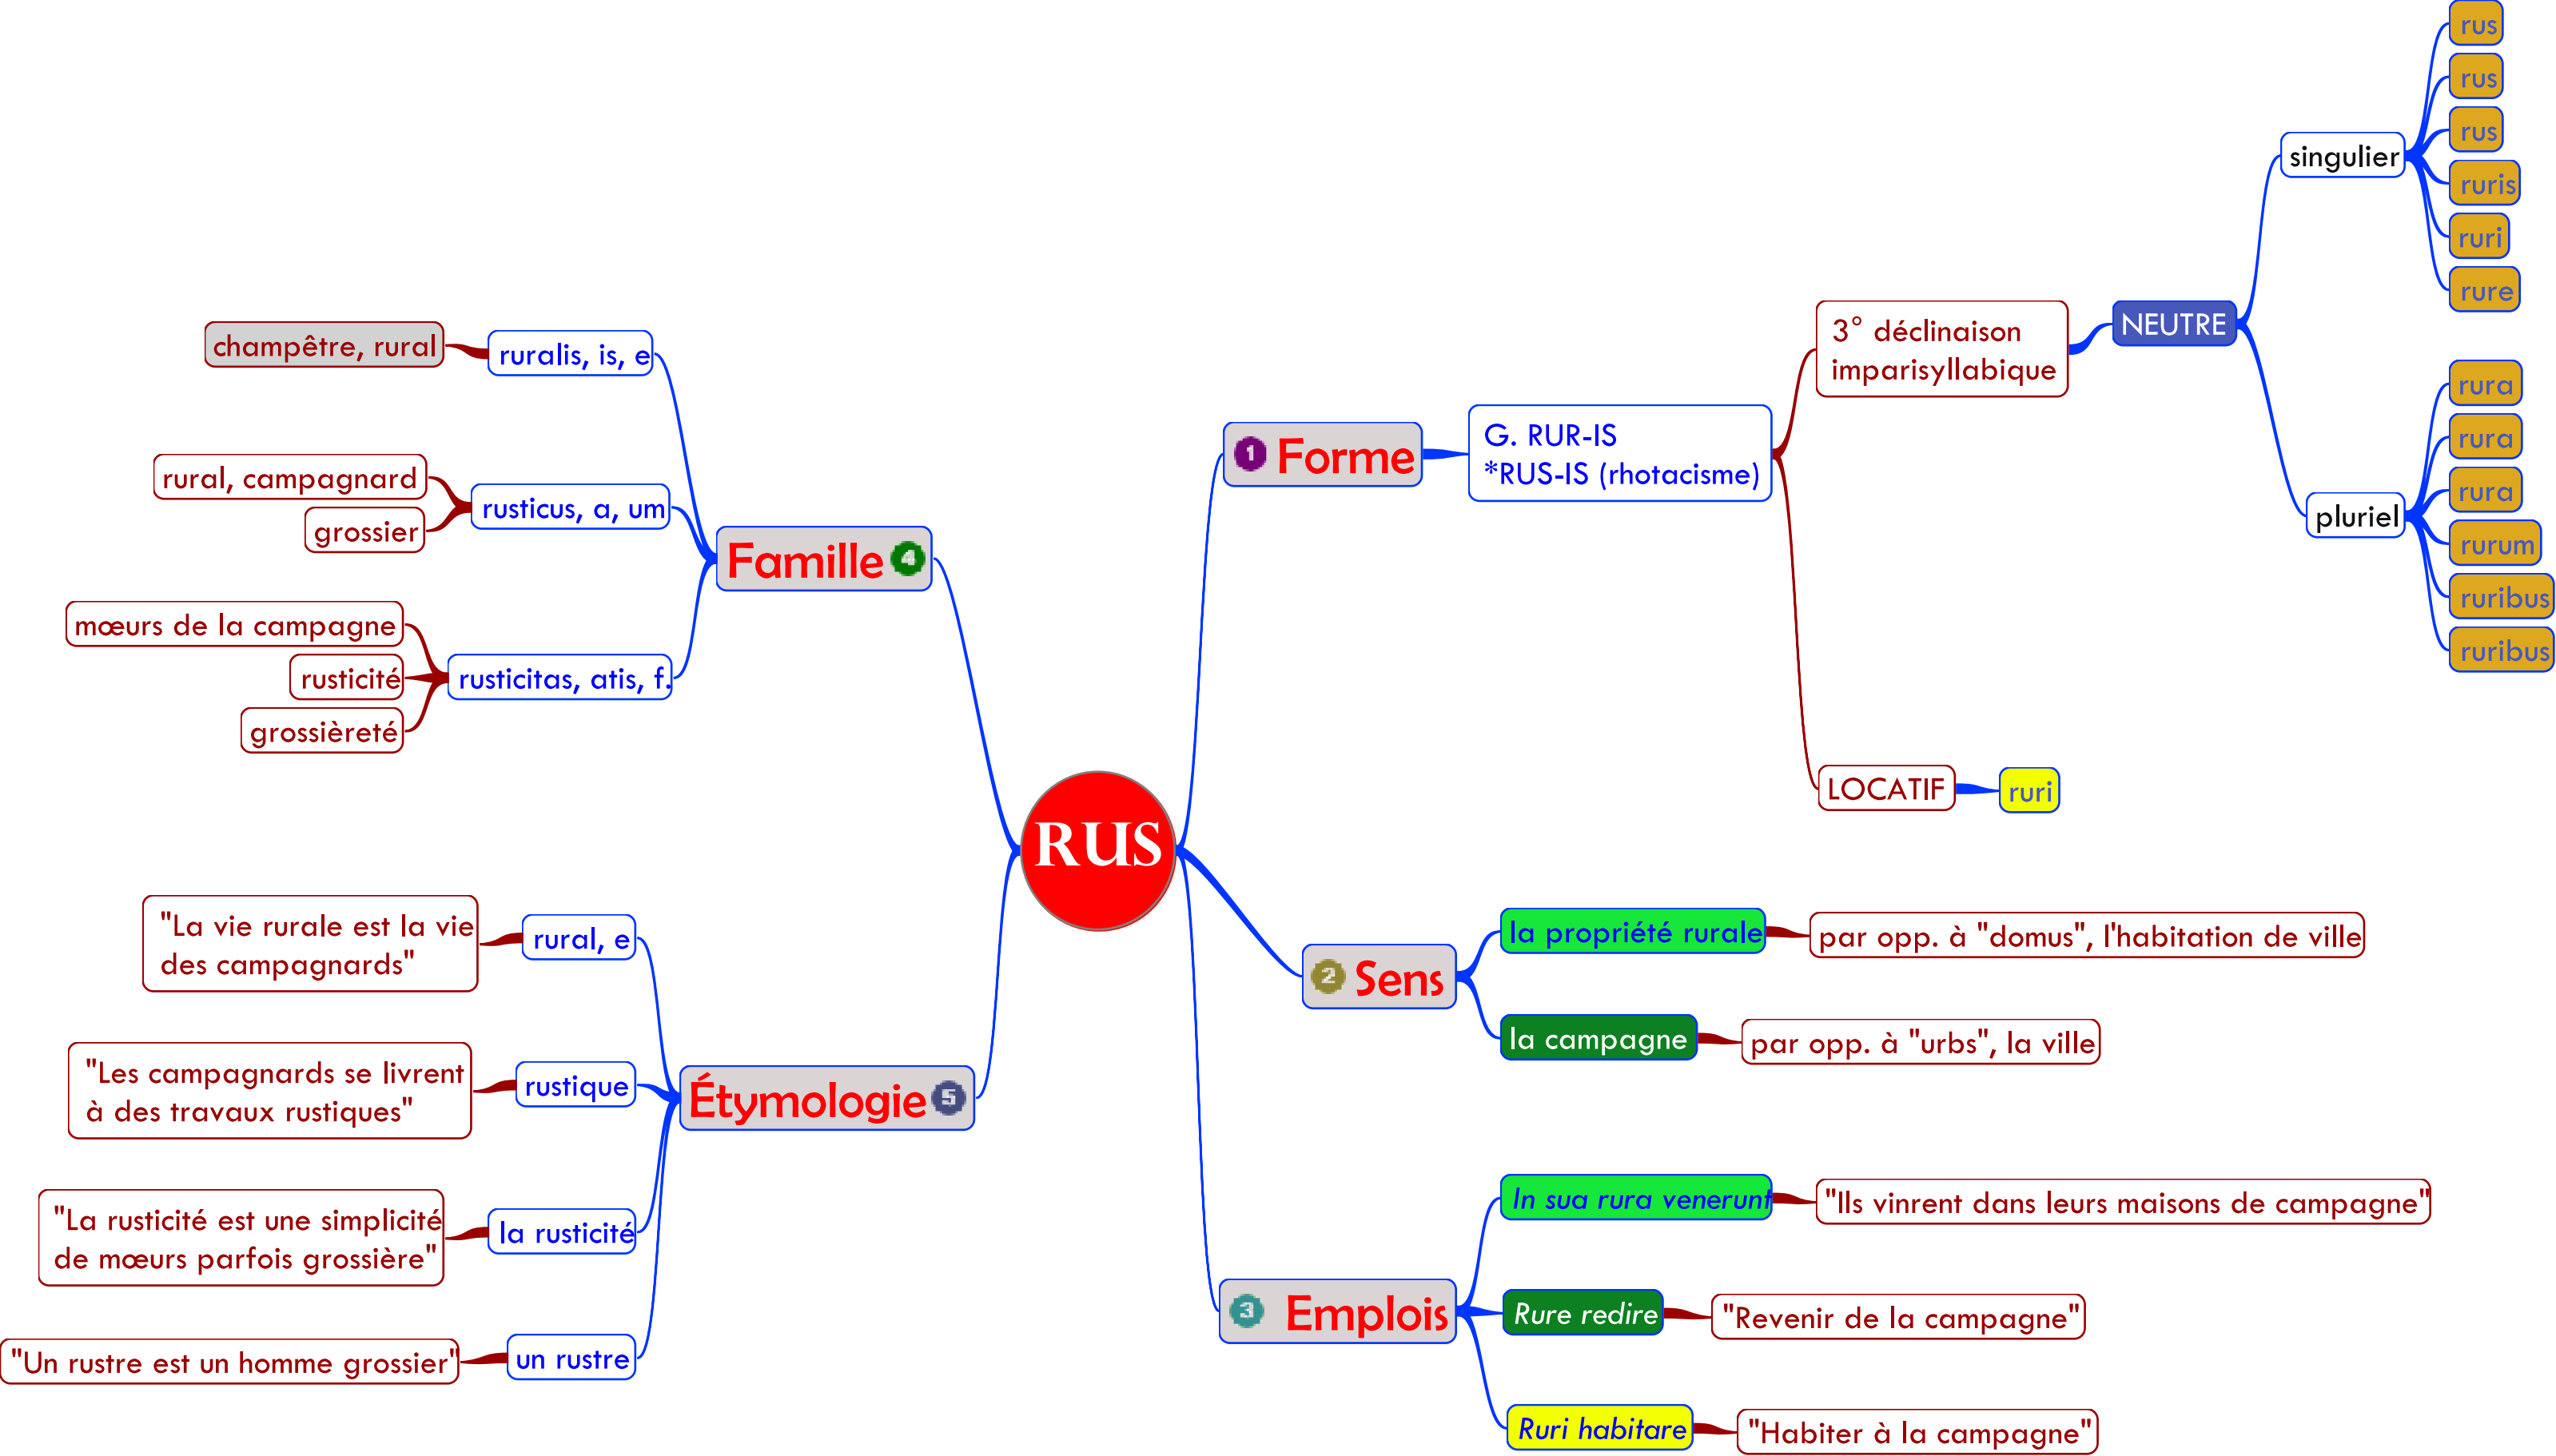 RUS
1 Forme
G. RUR-IS
*RUS-IS (rhotacisme)
3° déclinaison
imparisyllabique
NEUTRE
singulier
rus
rus
rus
ruris
ruri
rure
pluriel
rura
rura
rura
rurum
ruribus
ruribus
LOCATIF
ruri
2 Sens
la propriété rurale
par opp. à "domus", l'habitation de ville
la campagne
par opp. à "urbs", la ville
3 Emplois
In sua rura venerunt
"Ils vinrent dans leurs maisons de campagne"
Rure redire
"Revenir de la campagne"
Ruri habitare
"Habiter à la campagne"
Famille 4
ruralis, is, e
champêtre, rural
rusticus, a, um
rural, campagnard
grossier
rusticitas, atis, f.
mœurs de la campagne
rusticité
grossièreté
Étymologie 5
rural, e
"La vie rurale est la vie
des campagnards"
rustique
"Les campagnards se livrent
à des travaux rustiques"
la rusticité
"La rusticité est une simplicité
de mœurs parfois grossière"
un rustre
"Un rustre est un homme grossier"